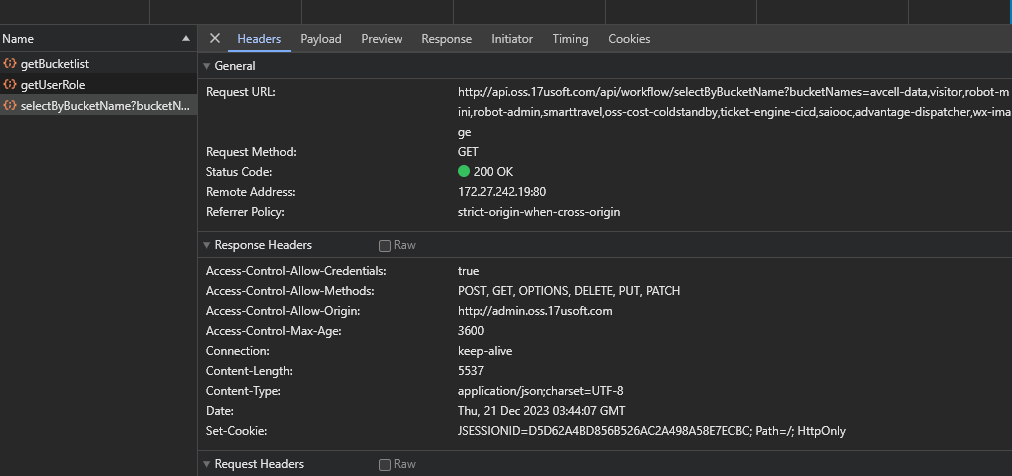 Name
Headers Payload Preview Response Initiator Timing Cookies
getBucketlist
getUserRole
selectByBucketName?bucketN...
General
Request URL: http://api.oss.17usoft.com/api/workflow/selectByBucketName?bucketNames=avcell-data,visitor,robot-m
ini,robot-admin,smarttravel,oss-cost-coldstandby,ticket-engine-cicd,saiooc,advantage-dispatcher,wx-ima
ge
Request Method: GET
Status Code: 200 OK
Remote Address: 172.27.242.19:80
Referrer Policy: strict-origin-when-cross-origin
Response Headers Raw
Access-Control-Allow-Credentials: true
Access-Control-Allow-Methods: POST, GET, OPTIONS, DELETE, PUT, PATCH
Access-Control-Allow-Origin: http://admin.oss.17usoft.com
Access-Control-Max-Age: 3600
Connection: keep-alive
Content-Length: 5537
Content-Type: application/json;charset=UTF-8
Date: Thu, 21 Dec 2023 03:44:07 GMT
Set-Cookie: JSESSIONID=D5D62A4BD856B526AC2A498A58E7ECBC; Path=/; HttpOnly
Request Headers Raw